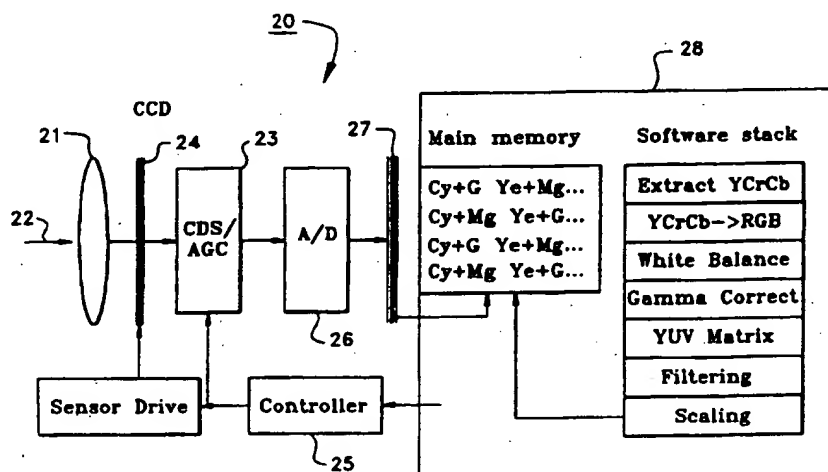 20
28
CCD
21
24
23
27
Main memory
Software stack
22
CDS/
AGC
A/D
Cy+G Ye+Mg...
Cy+Mg Ye+G...
Cy+G Ye+Mg...
Cy+Mg Ye+G...
Extract YCrCb
YCrCb->RGB
White Balance
Gamma Correct
YUV Matrix
Filtering
Scaling
26
Sensor Drive
Controller
25